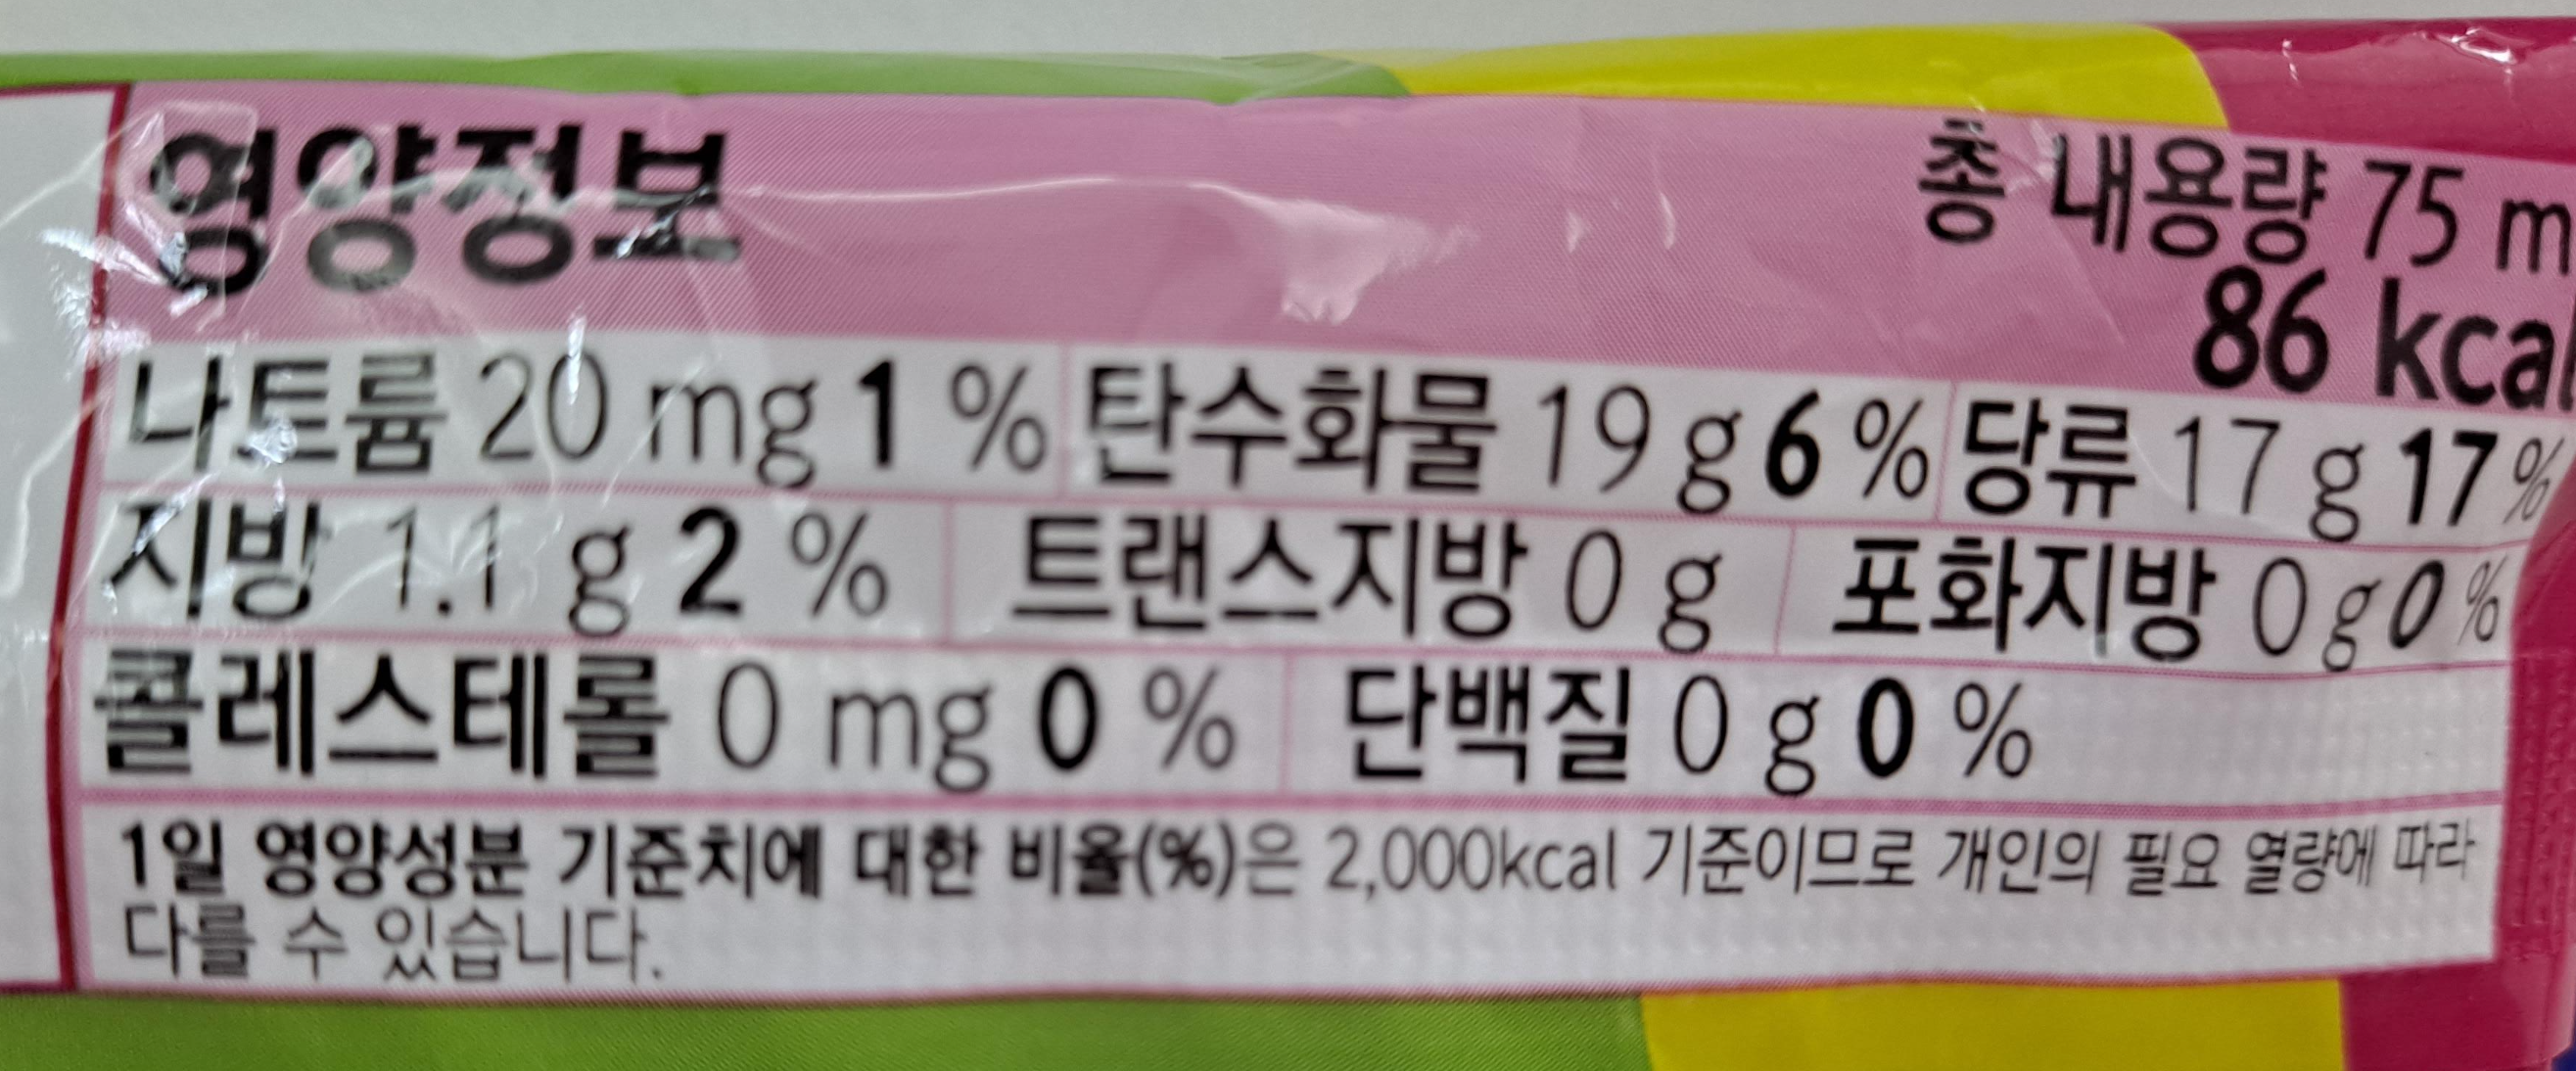 영양정보
총 내용량 75 m
86 kcal
나트륨 20 mg 1 % 탄수화물 19 g 6 % 당류 17 g 17 %
지방 1.1 g 2 % 트랜스지방 0 g 포화지방 0 g 0 %
콜레스테롤 0 mg 0 % 단백질 0 g 0 %
1일 영양성분 기준치에 대한 비율(%)은 2,000kcal 기준이므로 개인의 필요 열량에 따라
다를 수 있습니다.